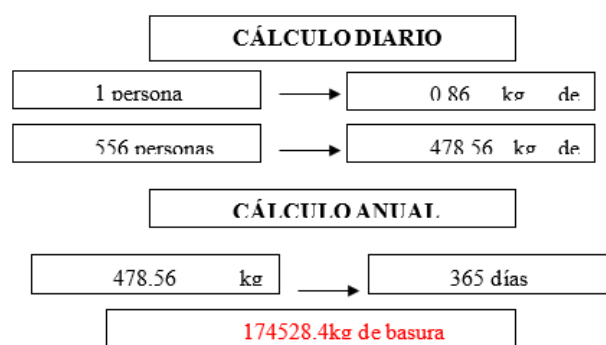 CÁLCULO DIARIO
1 persona
0.86 kg de
556 personas
478.56 kg de
CÁLCULO ANUAL
478.56 kg
365 días
174528.4kg de basura